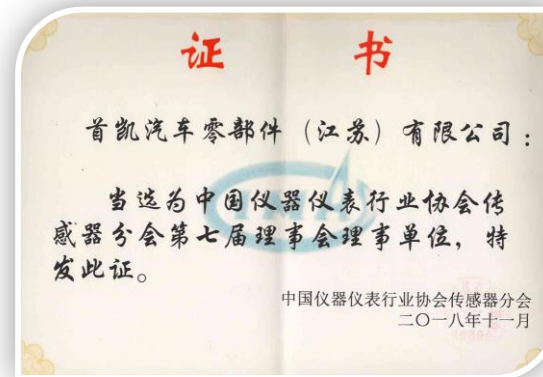 证 书
首凯汽车零部件（江苏）有限公司：
当选为中国仪器仪表行业协会传
感器分会第七届理事会理事单位，特
发此证。
中国仪器仪表行业协会传感器分会
二〇一八年十一月